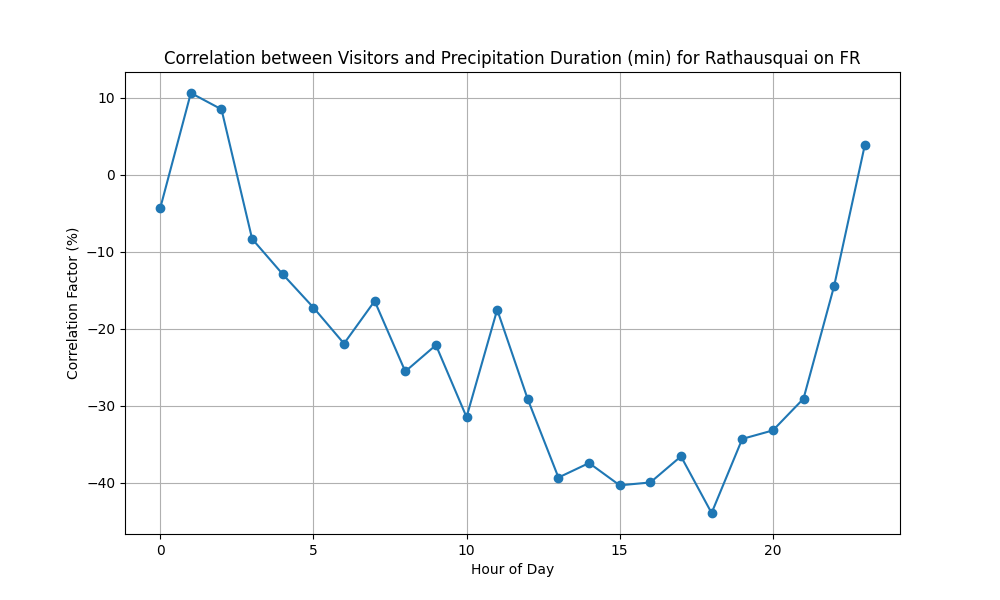 Correlation between Visitors and Precipitation Duration (min) for Rathausquai on FR
Correlation Factor (%)
10
0
−10
−20
−30
−40
0 5 10 15 20
Hour of Day